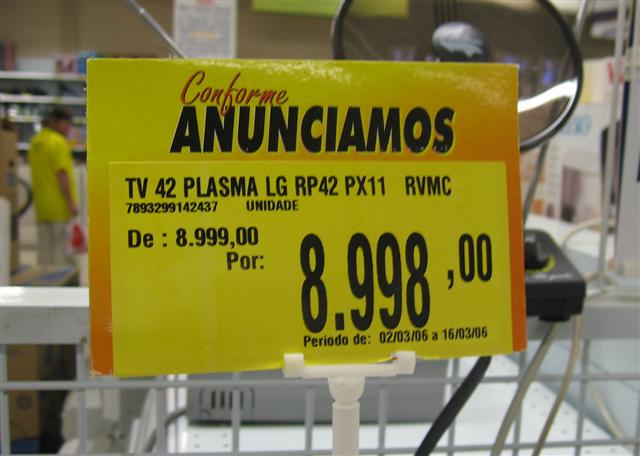 Conforme
ANUNCIAMOS
TV 42 PLASMA LG RP42 PX11 RVMC
7893299142437 UNIDADE
De : 8.999,00
Por:
8.998,00
Periodo de: 02/03/06 a 16/03/06